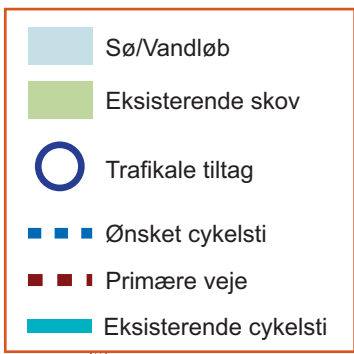 Sø/Vandløb
Eksisterende skov
Trafikale tiltag
Ønsket cykelsti
Primære veje
Eksisterende cykelsti